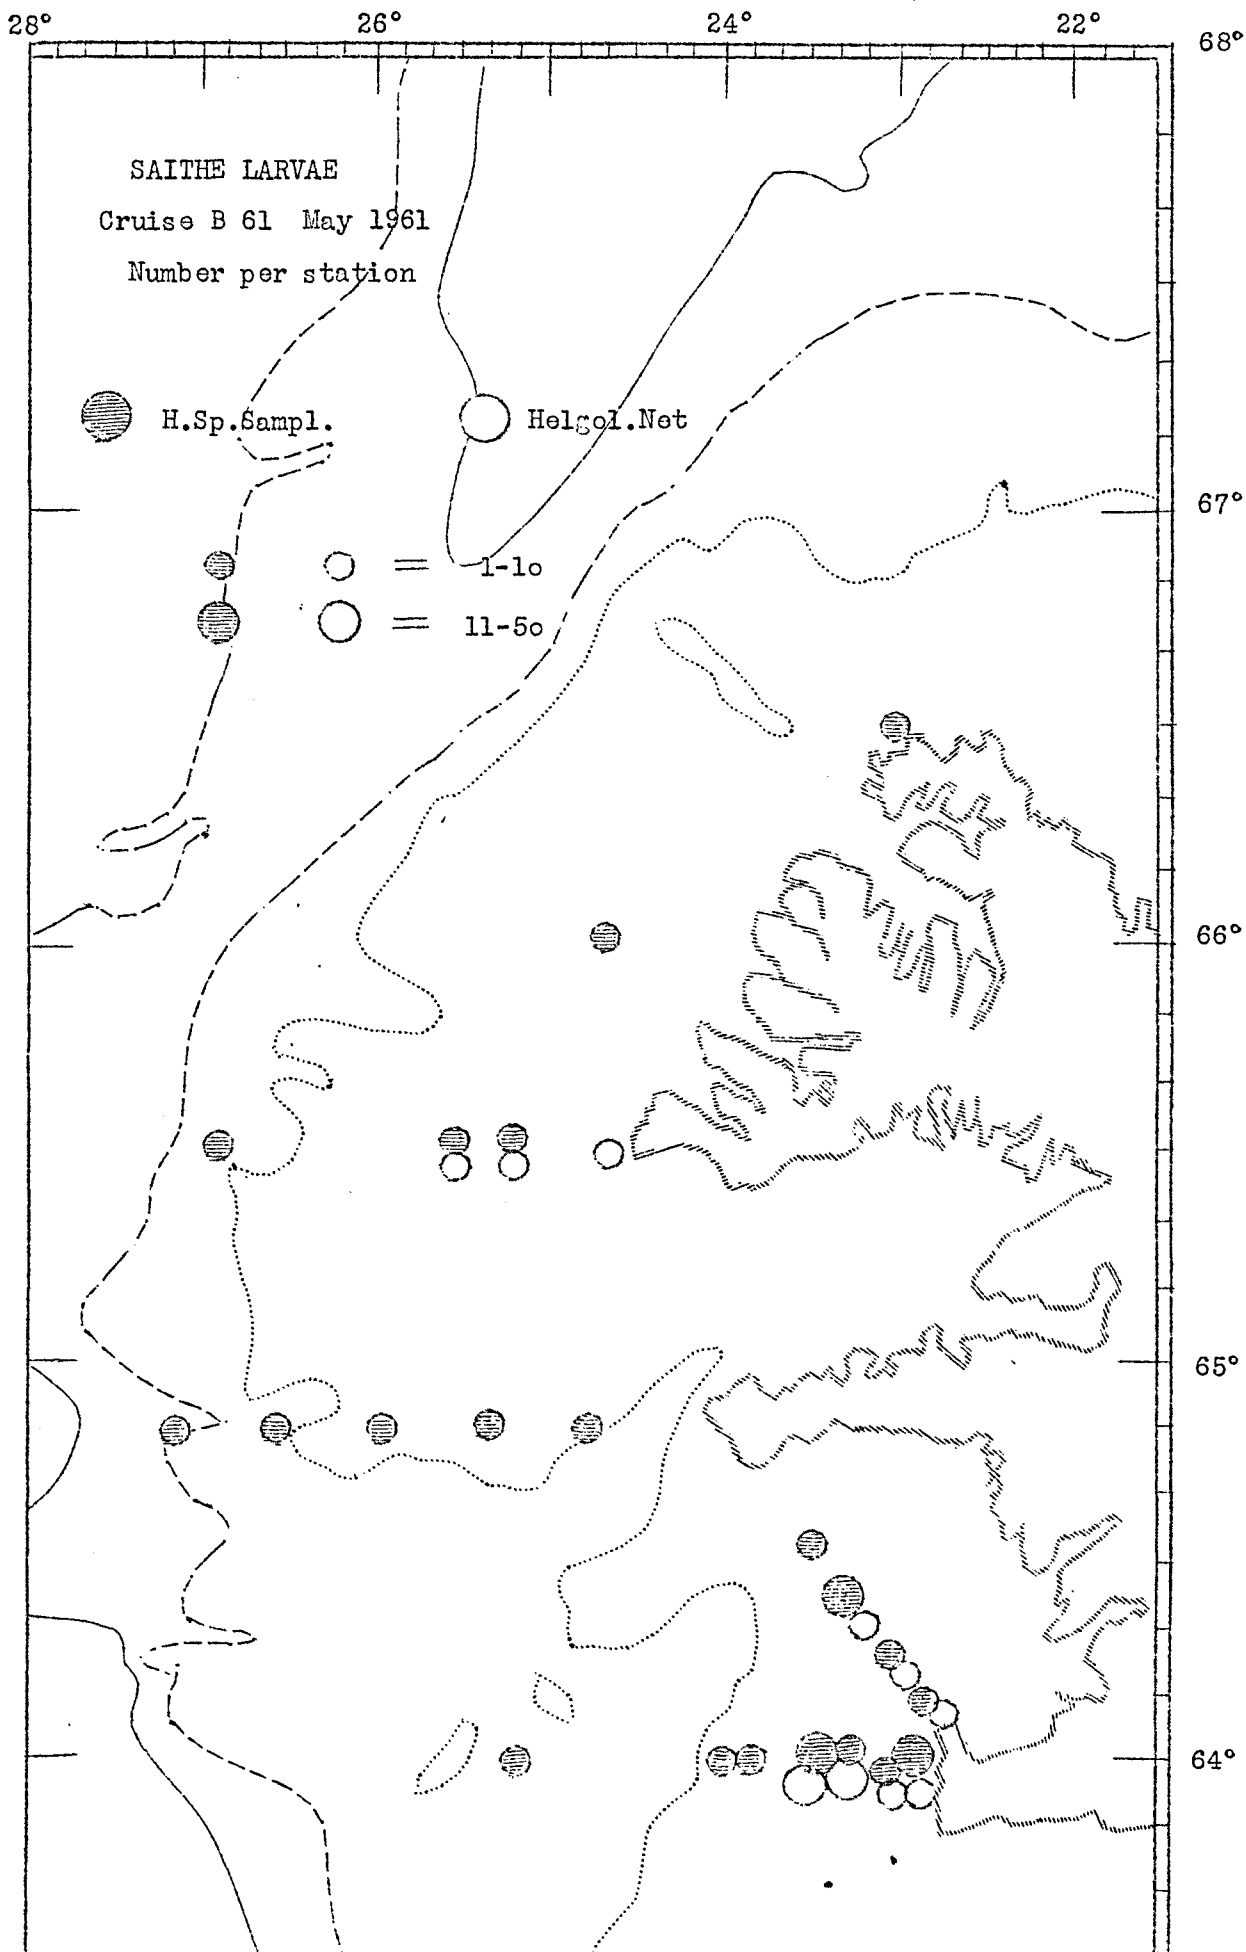 28° 26° 24° 22°
68°
SAITHE LARVAE
Cruise B 61 May 1961
Number per station
H.Sp.Sampl. Helgol.Net
67°
= 1-1o
= 11-5o
66°
65°
64°